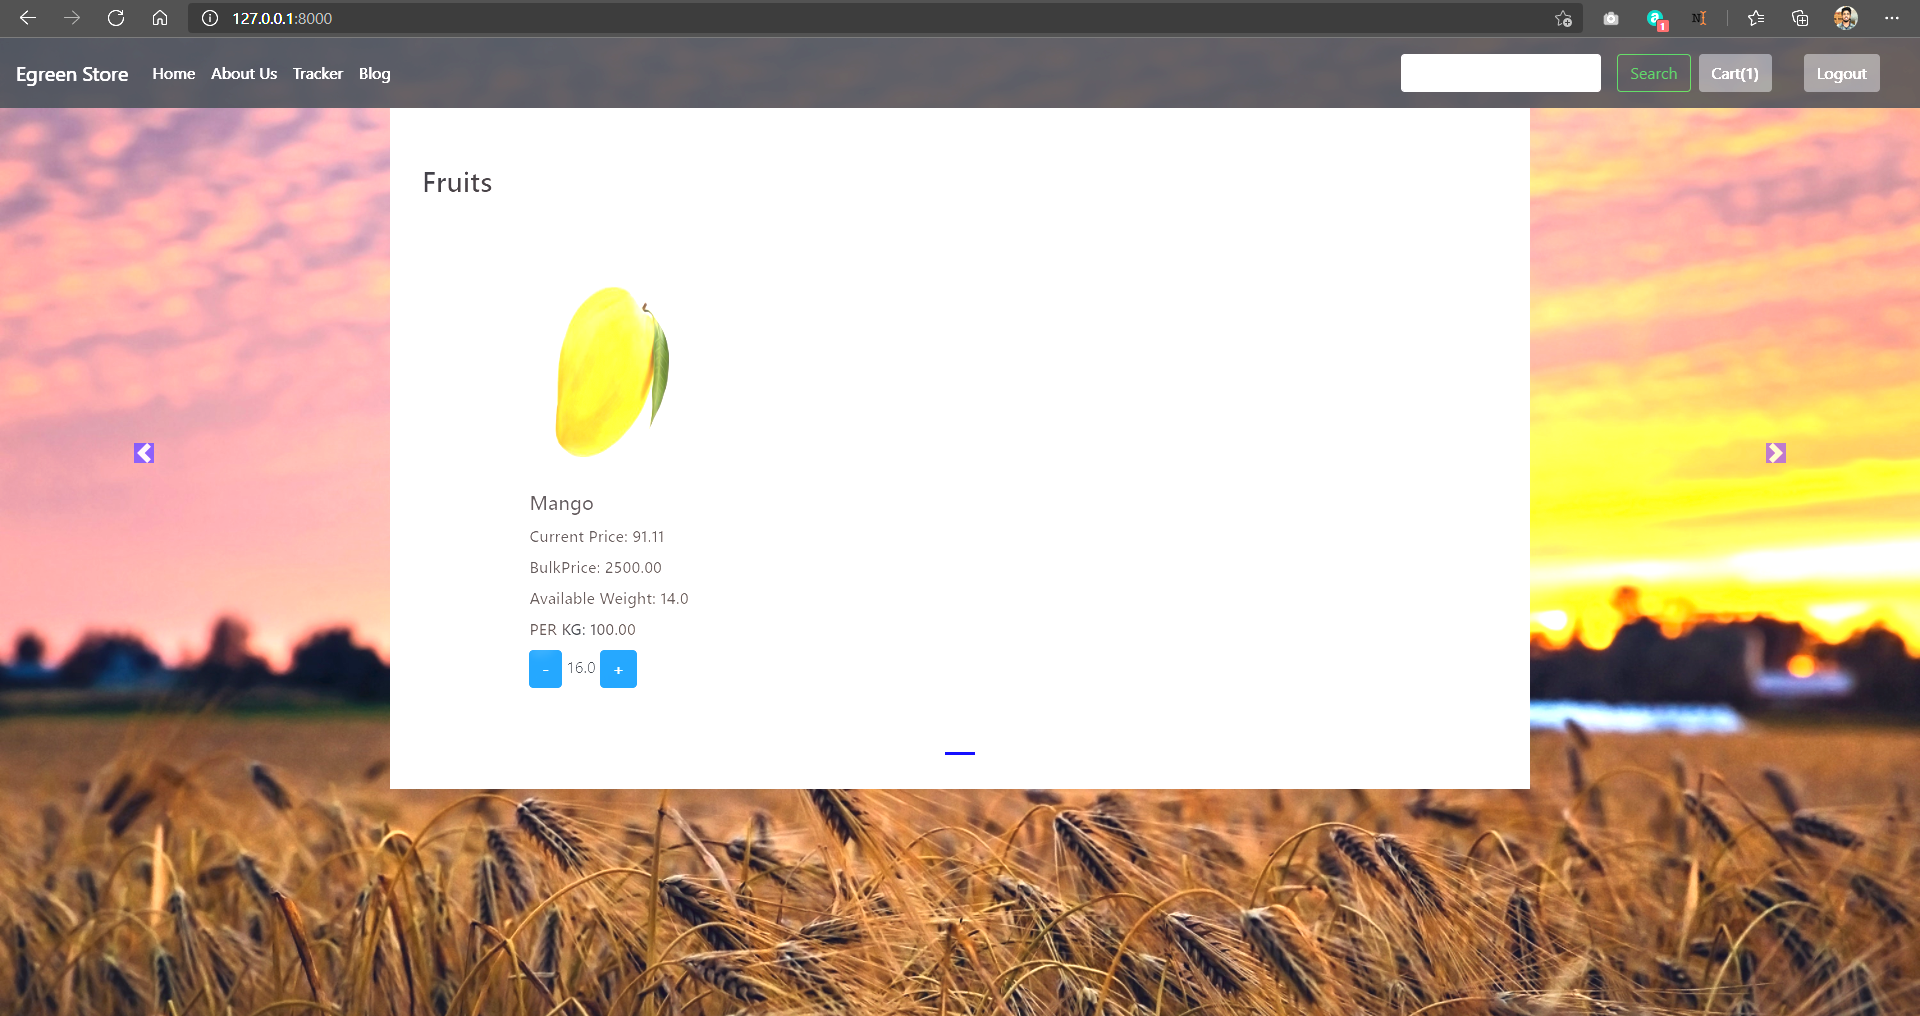 127.0.0.1:8000
1
Egreen Store Home About Us Tracker Blog Search Cart(1) Logout
Fruits
Mango
Current Price: 91.11
BulkPrice: 2500.00
Available Weight: 14.0
PER KG: 100.00
- 16.0 +